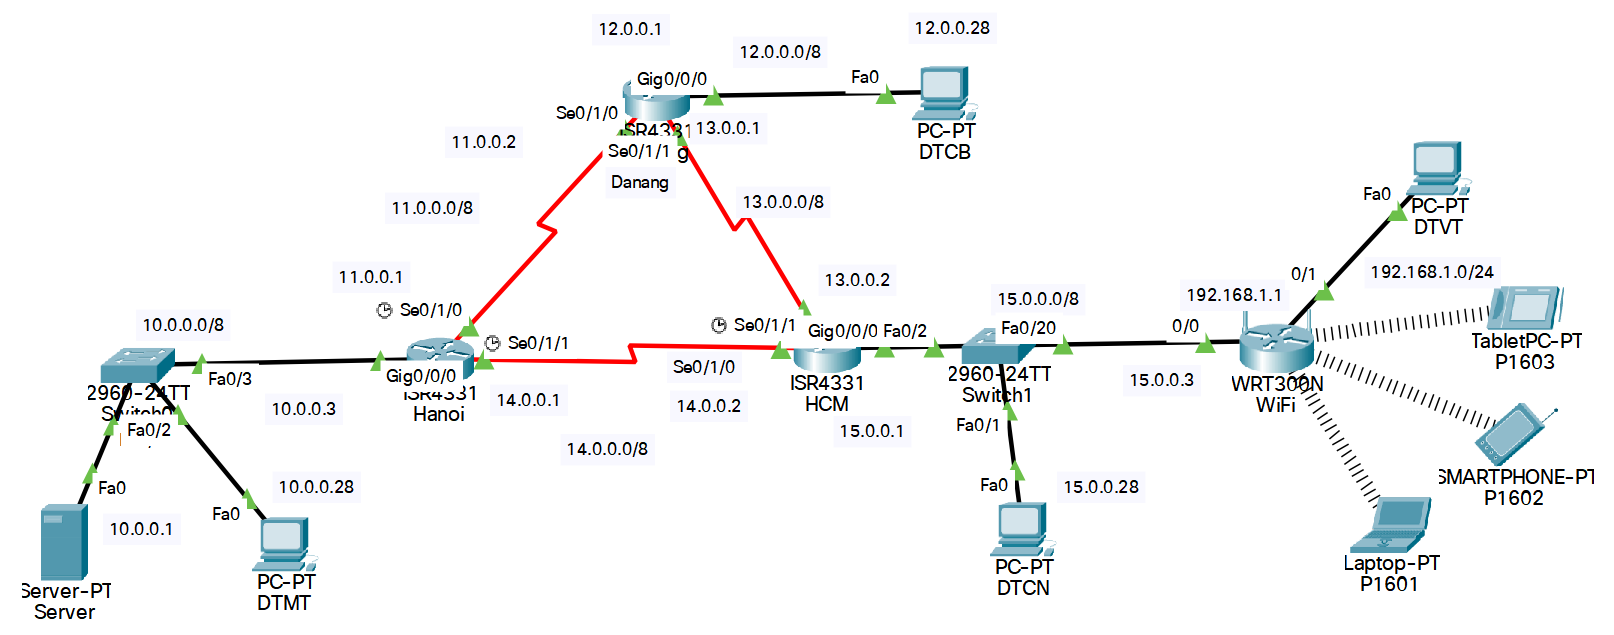 12.0.0.1
12.0.0.28
12.0.0.0/8
Gig0/0/0
Fa0
Se0/1/0
13.0.0.1
ISR4331
11.0.0.2
Se0/1/1
g
Danang
PC-PT
DTCB
Fa0
PC-PT
DTVT
11.0.0.0/8
13.0.0.0/8
11.0.0.1
13.0.0.2
0/1
192.168.1.0/24
192.168.1.1
15.0.0.0/8
Se0/1/0
10.0.0.0/8
Se0/1/1
Se0/1/1
Gig0/0/0
Fa0/2
Fa0/20
0/0
TabletPC-PT
P1603
Fa0/3
Gig0/0/0
Se0/1/0
ISR4331
HCM
2960-24TT
Switch1
15.0.0.3
WRT300N
WiFi
2960-24TT
Switch0
ISR4331
Hanoi
10.0.0.3
14.0.0.1
14.0.0.2
Fa0/2
15.0.0.1
Fa0/1
14.0.0.0/8
SMARTPHONE-PT
P1602
Fa0
10.0.0.28
Fa0
15.0.0.28
Fa0
10.0.0.1
Server-PT
Server
PC-PT
DTMT
PC-PT
DTCN
Laptop-PT
P1601